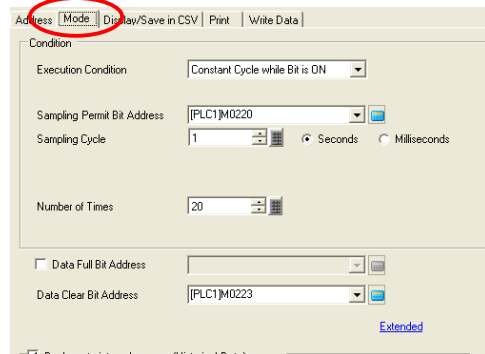 Address Mode Display/Save in CSV Print Write Data
Condition
Execution Condition Constant Cycle while Bit is ON
Sampling Permit Bit Address [PLC1]M0220
Sampling Cycle 1 Seconds Milliseconds
Number of Times 20
Data Full Bit Address
Data Clear Bit Address [PLC1]M0223
Extended